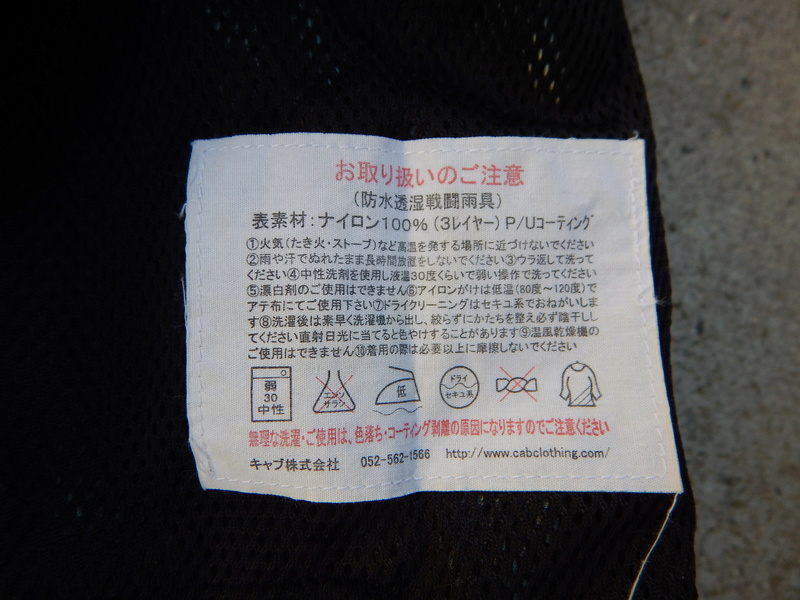 お取り扱いのご注意
(防水透湿戦闘雨具)
表素材:ナイロン100%(3レイヤー)P/Uコーティング
①火気(たき火・ストーブ)など高温を発する場所に近づけないでください
②雨や汗でぬれたまま長時間放置をしないでください③ウラ返して洗って
ください④中性洗剤を使用し液温30度くらいで弱い操作で洗ってください
⑤漂白剤のご使用はできません⑥アイロンがけは低温(80度〜120度)で
アテ布にてご使用下さい⑦ドライクリーニングはセキユ系でおねがいしま
す⑧洗濯後は素早く洗濯機から出し、絞らずにかたちを整え必ず陰干し
してください直射日光に当てると色やけすることがあります⑨温風乾燥機の
ご使用はできません⑩着用の際は必要以上に摩擦しないでください
弱 30 中性
エンソ サラシ
低
ドライ セキユ系
無理な洗濯・ご使用は、色落ち・コーティング剥離の原因になりますのでご注意ください
キャブ株式会社 052-562-1566 http://www.cabclothing.com/